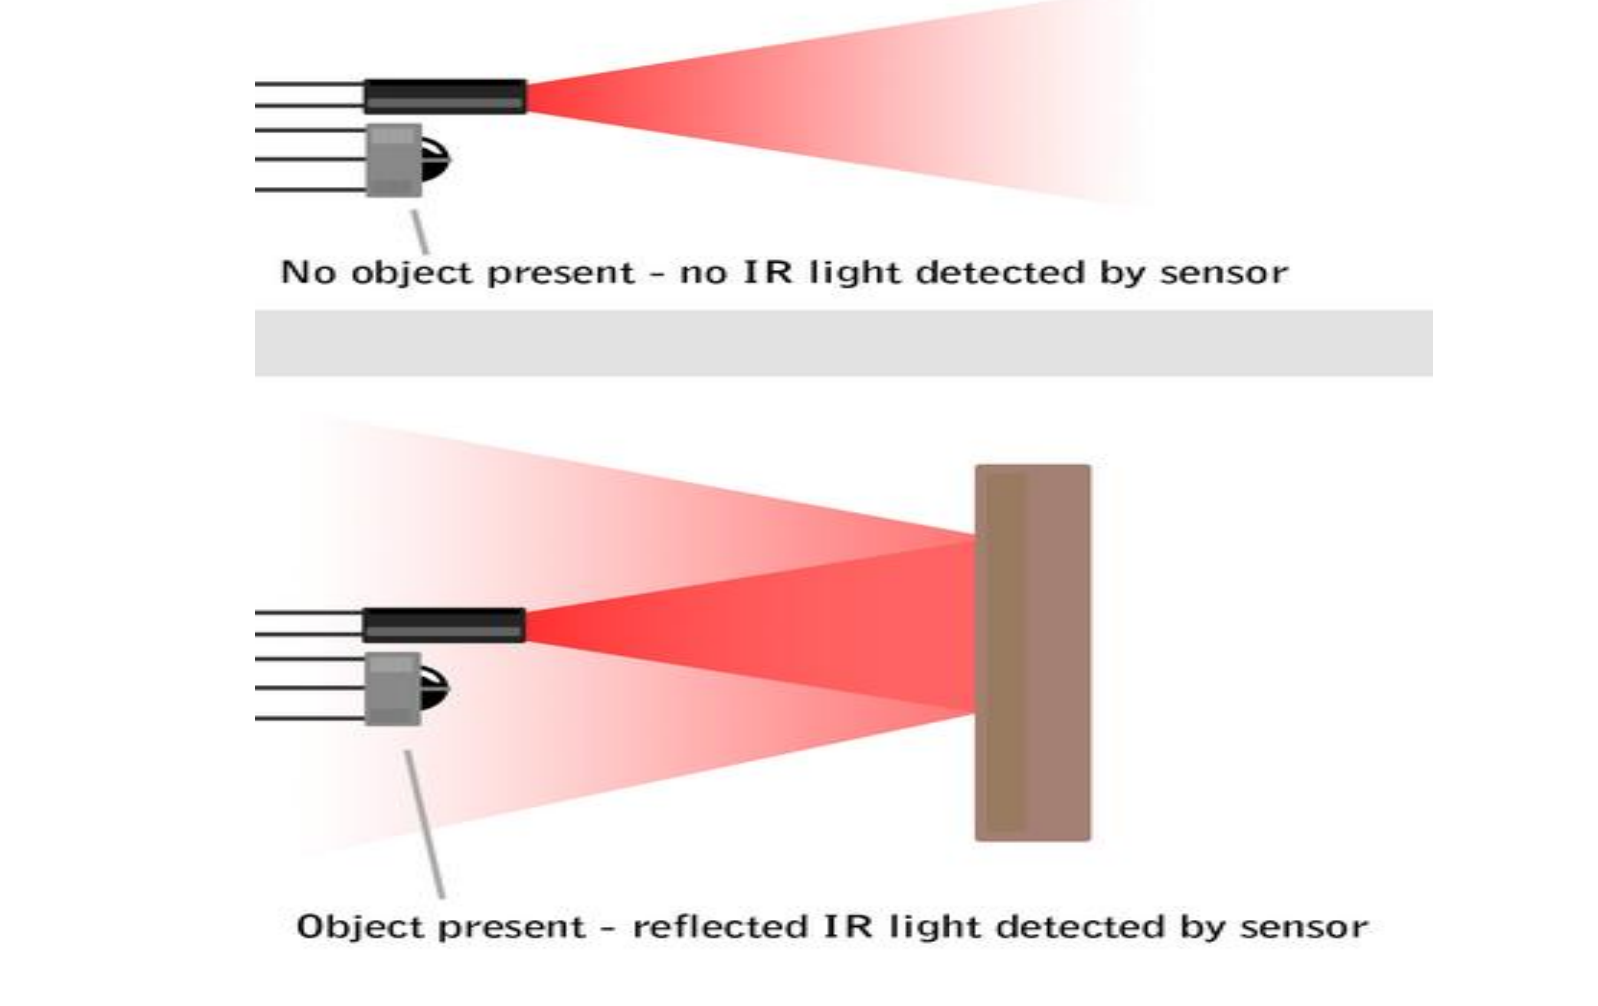 No object present - no IR light detected by sensor
Object present - reflected IR light detected by sensor